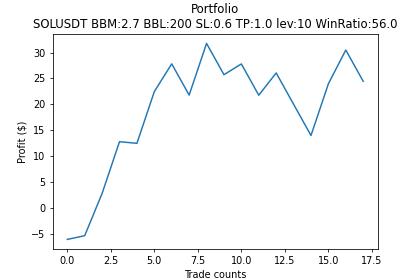 Portfolio
SOLUSDT BBM:2.7 BBL:200 SL:0.6 TP:1.0 lev:10 WinRatio:56.0
30
25
20
15
10
5
0
−5
Profit ($)
0.0 2.5 5.0 7.5 10.0 12.5 15.0 17.5
Trade counts